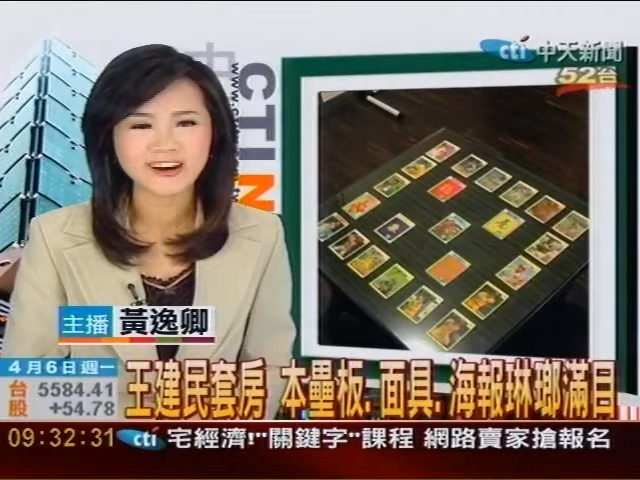 cti 中天新聞
52台
中
CTIN
主播 黃逸卿
4月6日週一
台股 5584.41
+54.78
王建民套房 本壘板.面具.海報琳瑯滿目
09:32:31 cti 宅經濟!"關鍵字"課程 網路賣家搶報名